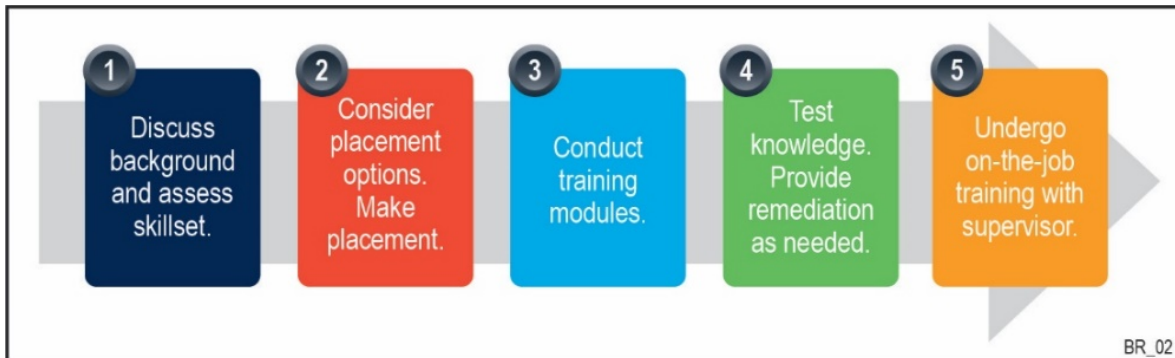 1
Discuss
background
and assess
skillset.
2
Consider
placement
options.
Make
placement.
3
Conduct
training
modules.
4
Test
knowledge.
Provide
remediation
as needed.
5
Undergo
on-the-job
training with
supervisor.
BR_02